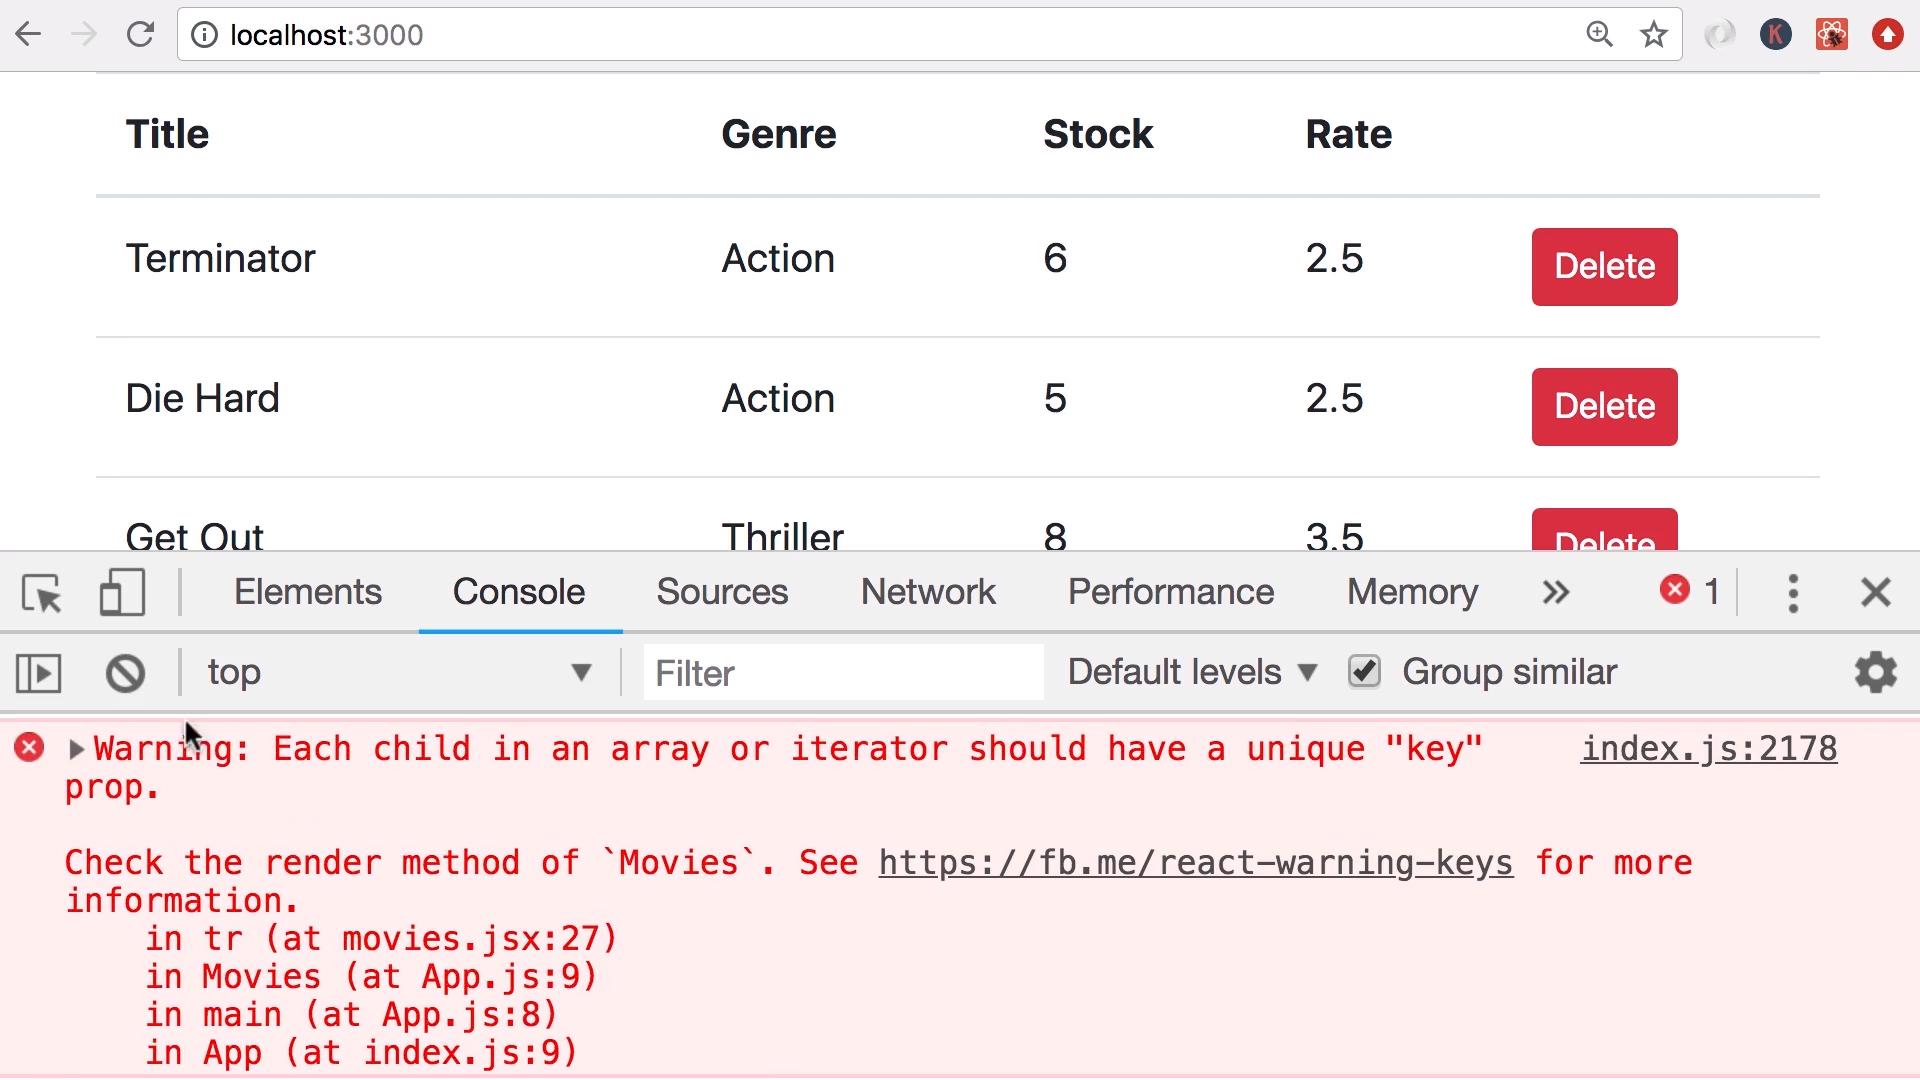 localhost:3000
K
Title Genre Stock Rate
Terminator Action 6 2.5 Delete
Die Hard Action 5 2.5 Delete
Get Out Thriller 8 3.5 Delete
Elements Console Sources Network Performance Memory » 1
top Filter Default levels Group similar
Warning: Each child in an array or iterator should have a unique "key" index.js:2178
prop.
Check the render method of `Movies`. See https://fb.me/react-warning-keys for more
information.
in tr (at movies.jsx:27)
in Movies (at App.js:9)
in main (at App.js:8)
in App (at index.js:9)